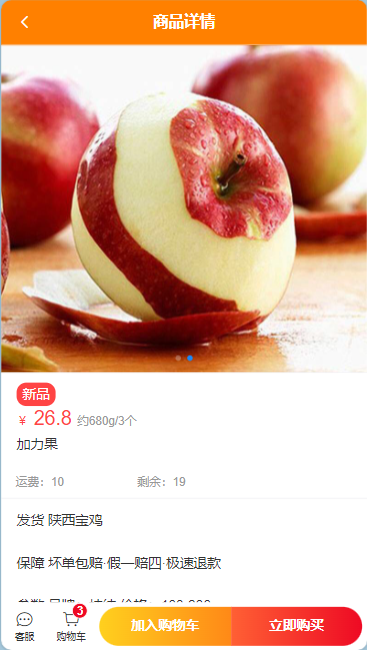 商品详情
新品
¥ 26.8 约680g/3个
加力果
运费：10 剩余：19
发货 陕西宝鸡
保障 坏单包赔·假一赔四·极速退款
3
客服 购物车 加入购物车 立即购买